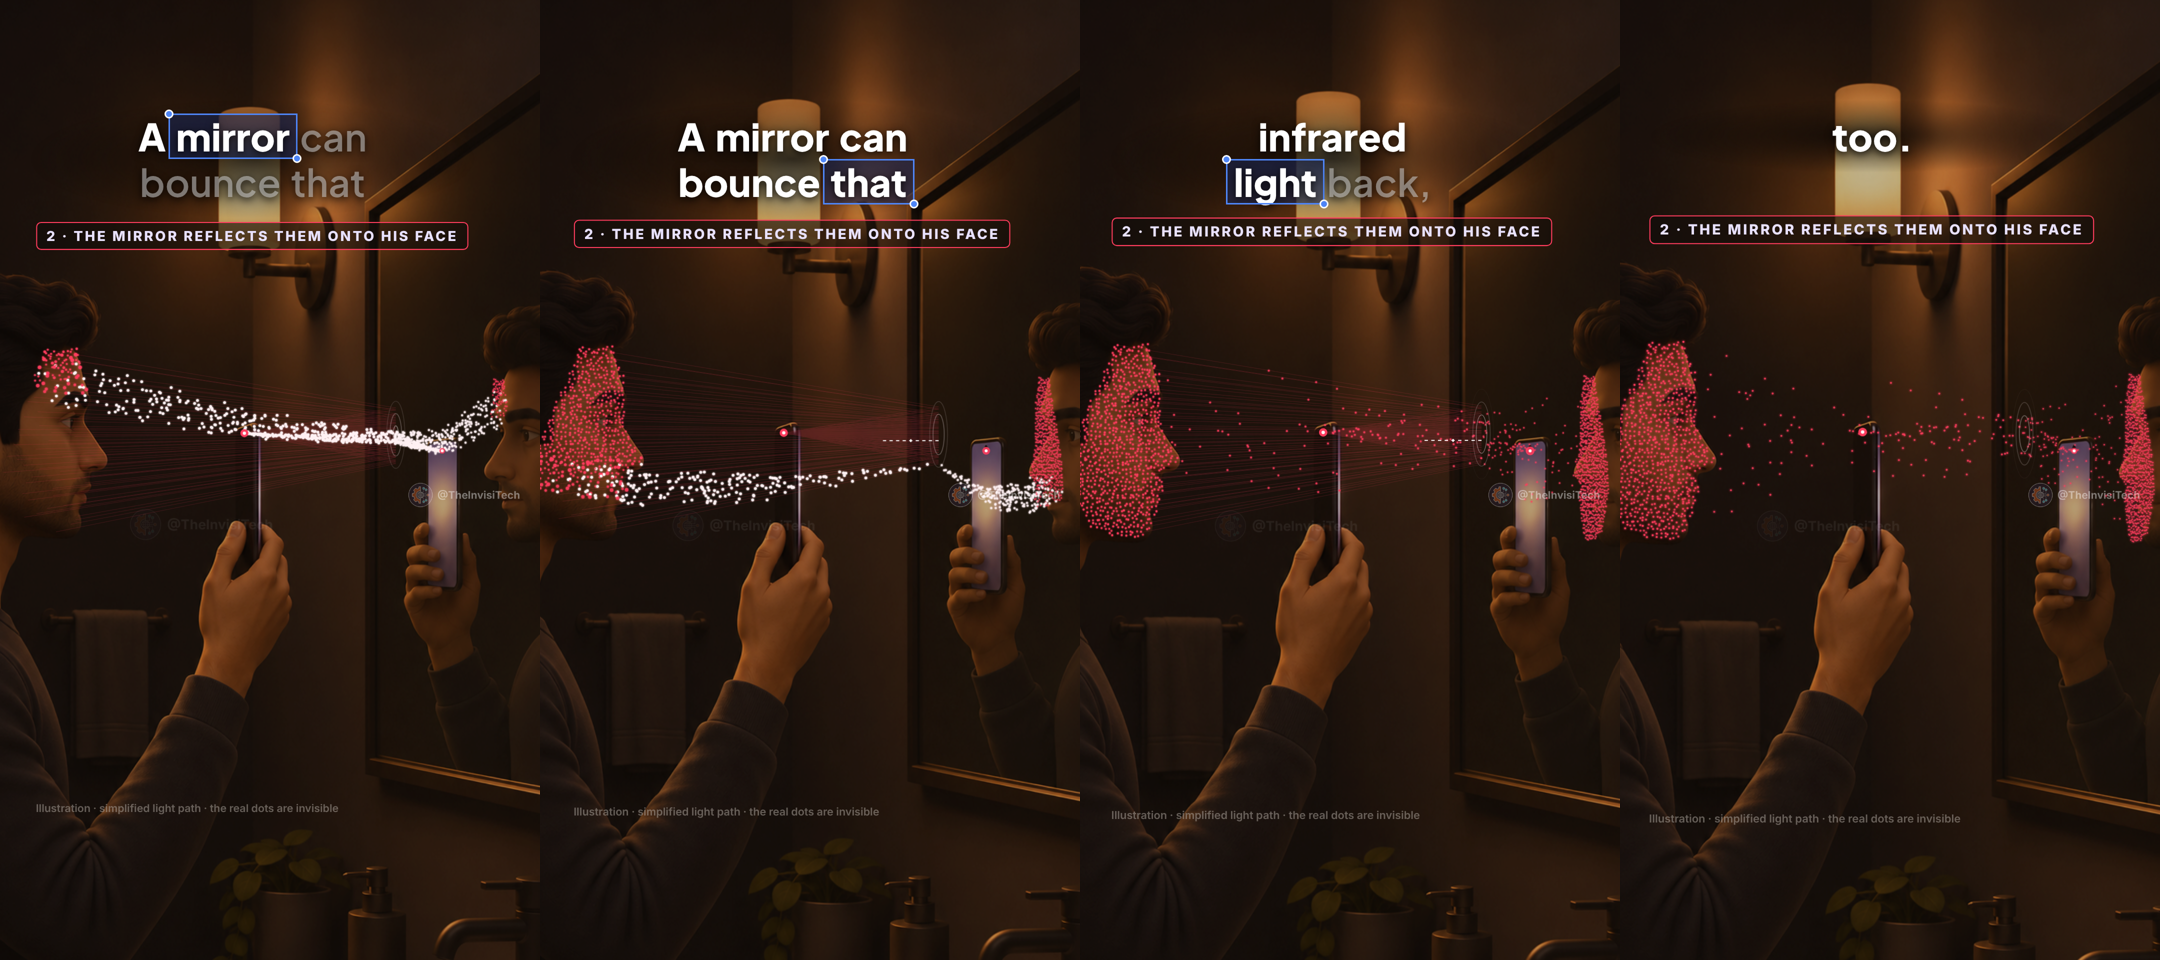 A mirror can
bounce that
2 · THE MIRROR REFLECTS THEM ONTO HIS FACE
@TheInvisiTech
@TheInvisiTech
Illustration · simplified light path · the real dots are invisible
A mirror can
bounce that
2 · THE MIRROR REFLECTS THEM ONTO HIS FACE
@TheInvisiTech
Illustration · simplified light path · the real dots are invisible
infrared
light back,
2 · THE MIRROR REFLECTS THEM ONTO HIS FACE
@TheInvisiTech
@TheInvisiTech
Illustration · simplified light path · the real dots are invisible
too.
2 · THE MIRROR REFLECTS THEM ONTO HIS FACE
@TheInvisiTech
@TheInvisiTech
Illustration · simplified light path · the real dots are invisible